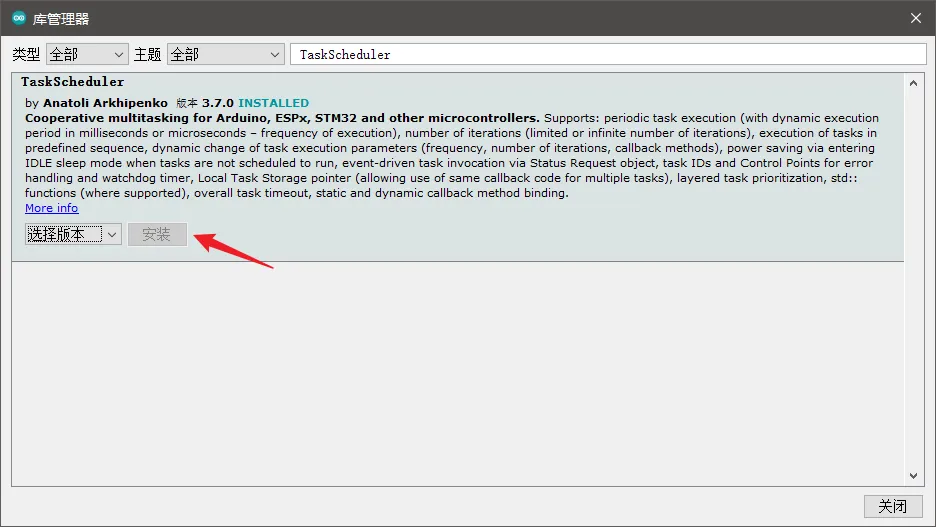 库管理器
类型 全部 主题 全部 TaskScheduler
TaskScheduler
by Anatoli Arkhipenko 版本 3.7.0 INSTALLED
Cooperative multitasking for Arduino, ESPx, STM32 and other microcontrollers. Supports: periodic task execution (with dynamic execution
period in milliseconds or microseconds – frequency of execution), number of iterations (limited or infinite number of iterations), execution of tasks in
predefined sequence, dynamic change of task execution parameters (frequency, number of iterations, callback methods), power saving via entering
IDLE sleep mode when tasks are not scheduled to run, event-driven task invocation via Status Request object, task IDs and Control Points for error
handling and watchdog timer, Local Task Storage pointer (allowing use of same callback code for multiple tasks), layered task prioritization, std::
functions (where supported), overall task timeout, static and dynamic callback method binding.
More info
选择版本 安装
关闭